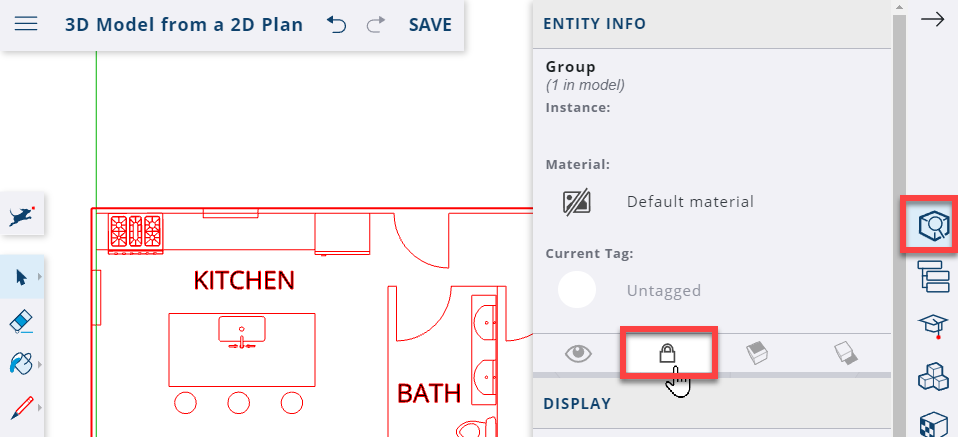 3D Model from a 2D Plan
SAVE
ENTITY INFO
Group
(1 in model)
Instance:
Material:
Default material
Current Tag:
Untagged
DISPLAY
KITCHEN
BATH